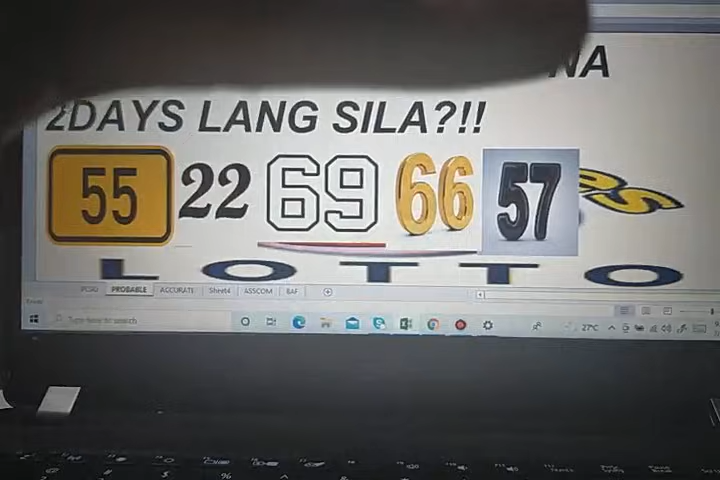 NA
2DAYS LANG SILA?!!
55 22 69 66 57
LOTTO
PCSO PROBABLE ACCURATE Sheet4 ASSCOM BAF
Type here to search
27°C